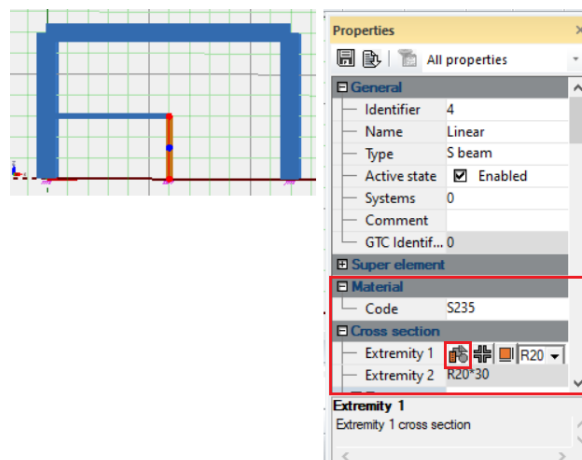 Properties
All properties
General
Identifier 4
Name Linear
Type S beam
Active state Enabled
Systems 0
Comment
GTC Identif... 0
Super element
Material
Code S235
Cross section
Extremity 1 R20
Extremity 2 R20*30
Extremity 1
Extremity 1 cross section